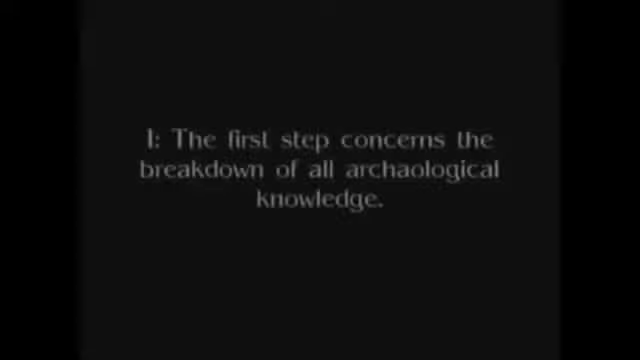 1: The first step concerns the
breakdown of all archaological
knowledge.